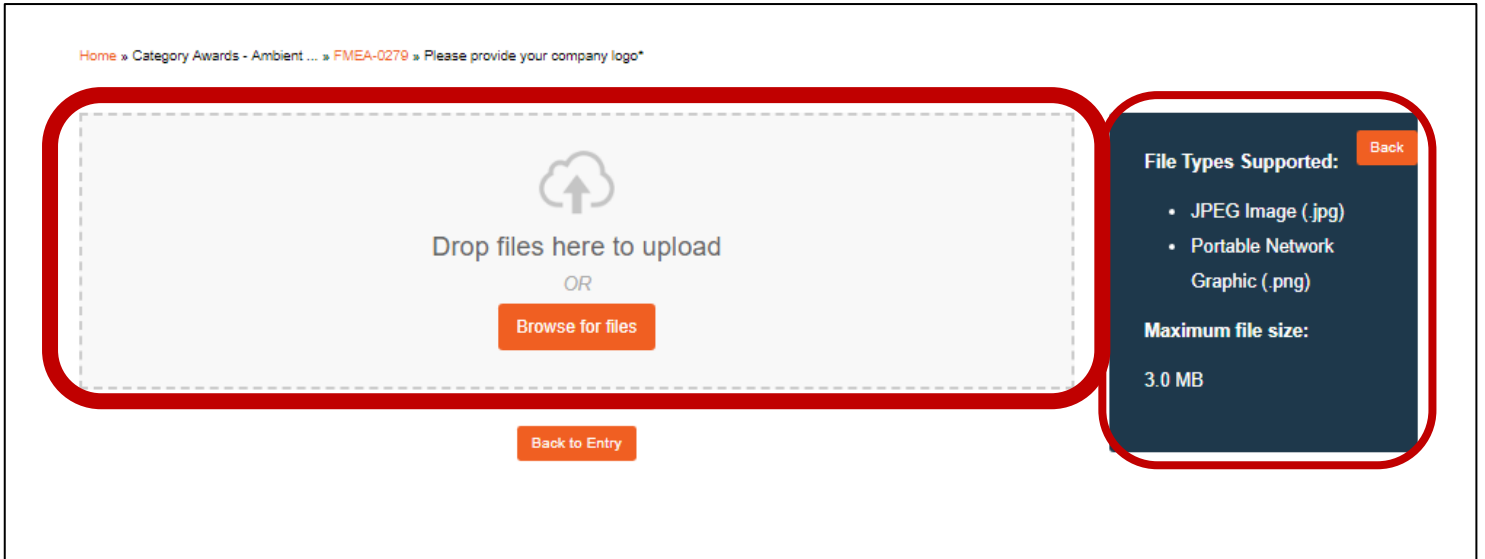 Home » Category Awards - Ambient ... » FMEA-0279 » Please provide your company logo*
Drop files here to upload
OR
Browse for files
Back to Entry
Back
File Types Supported:
• JPEG Image (.jpg)
• Portable Network
Graphic (.png)
Maximum file size:
3.0 MB